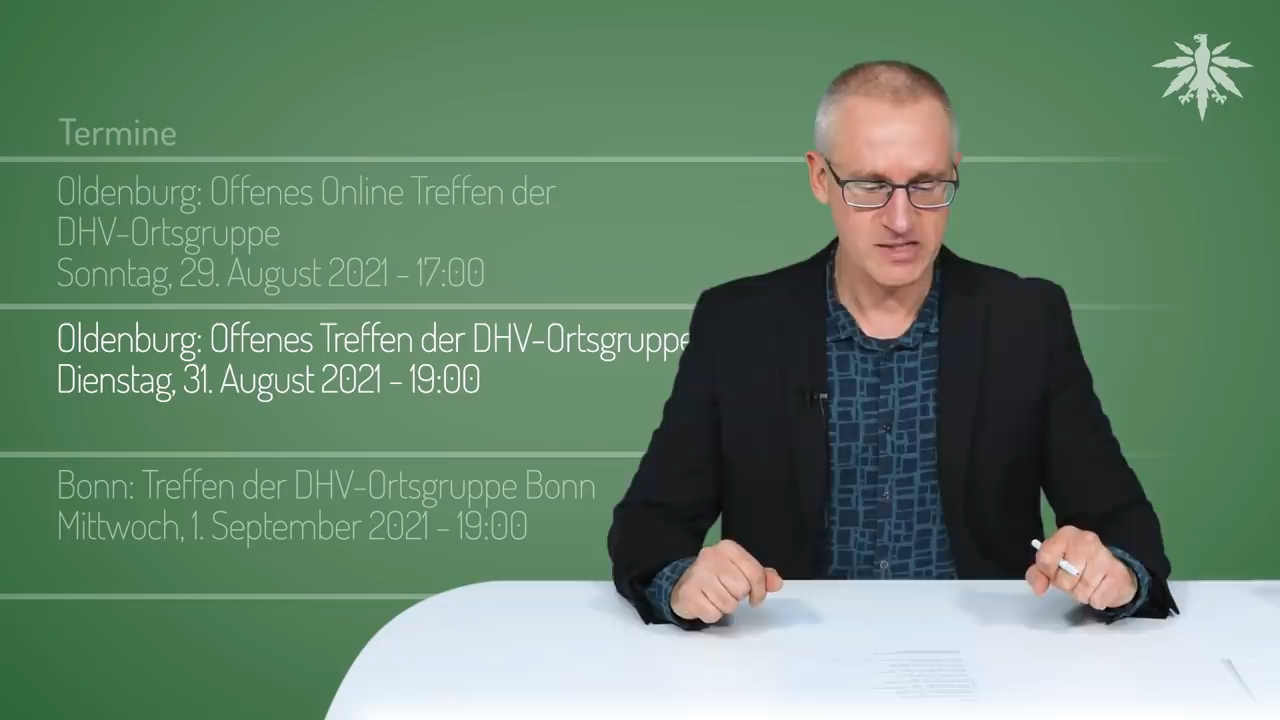 Termine
Oldenburg: Offenes Online Treffen der
DHV-Ortsgruppe
Sonntag, 29. August 2021 - 17:00
Oldenburg: Offenes Treffen der DHV-Ortsgruppe
Dienstag, 31. August 2021 - 19:00
Bonn: Treffen der DHV-Ortsgruppe Bonn
Mittwoch, 1. September 2021 - 19:00